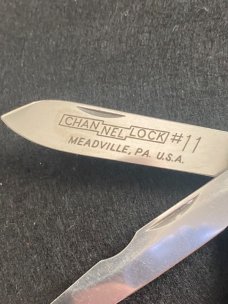 CHANNELLOCK #11
MEADVILLE, PA. U.S.A.